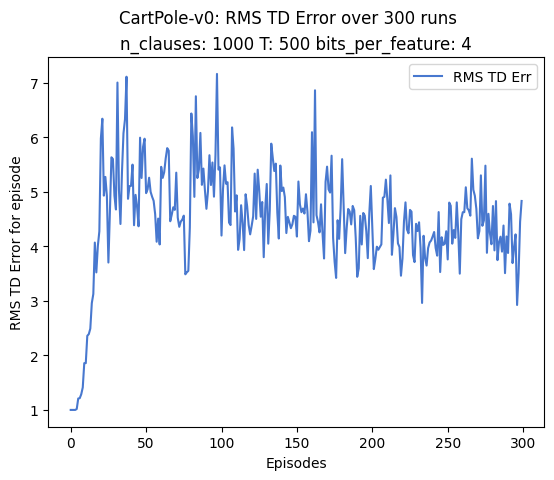 CartPole-v0: RMS TD Error over 300 runs
n_clauses: 1000 T: 500 bits_per_feature: 4
RMS TD Err
RMS TD Error for episode
7
6
5
4
3
2
1
0
50
100
150
200
250
300
Episodes